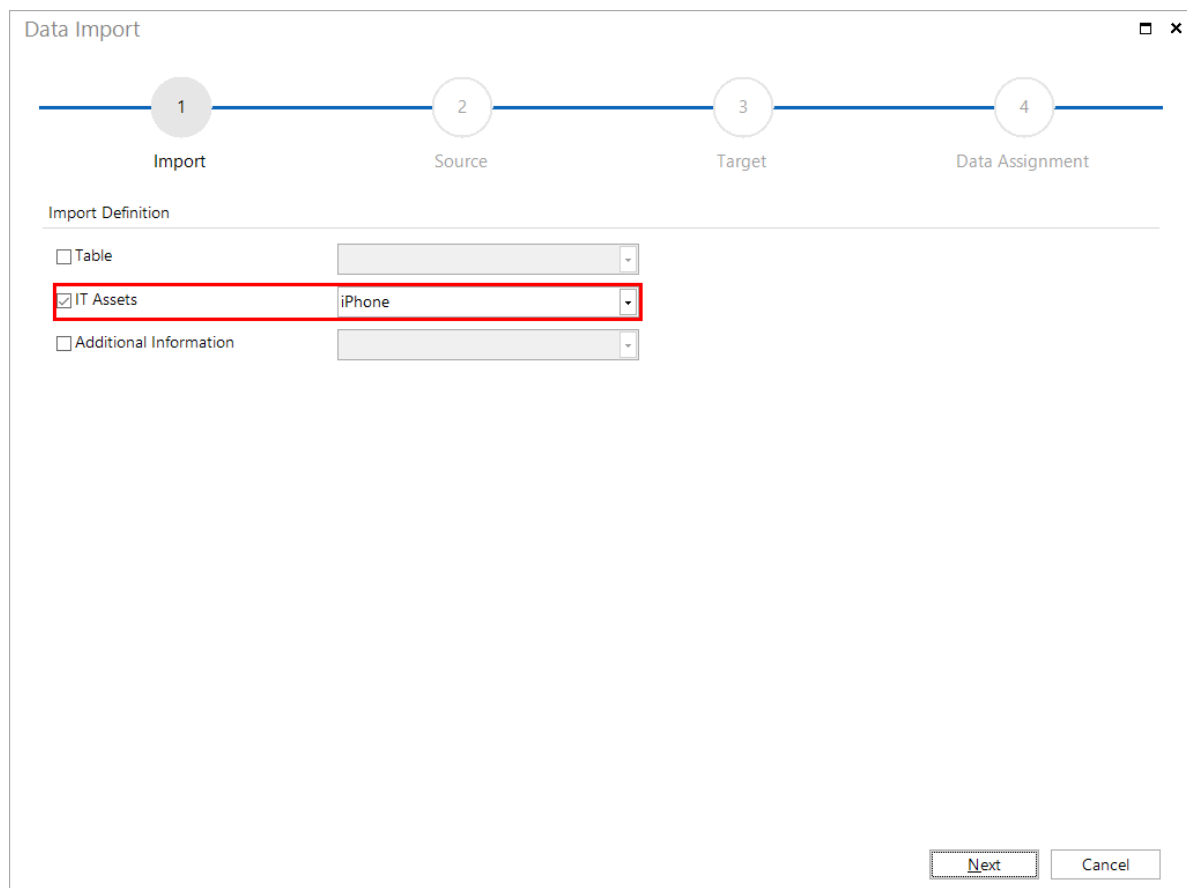 Data Import
1 2 3 4
Import Source Target Data Assignment
Import Definition
Table
IT Assets iPhone
Additional Information
Next Cancel